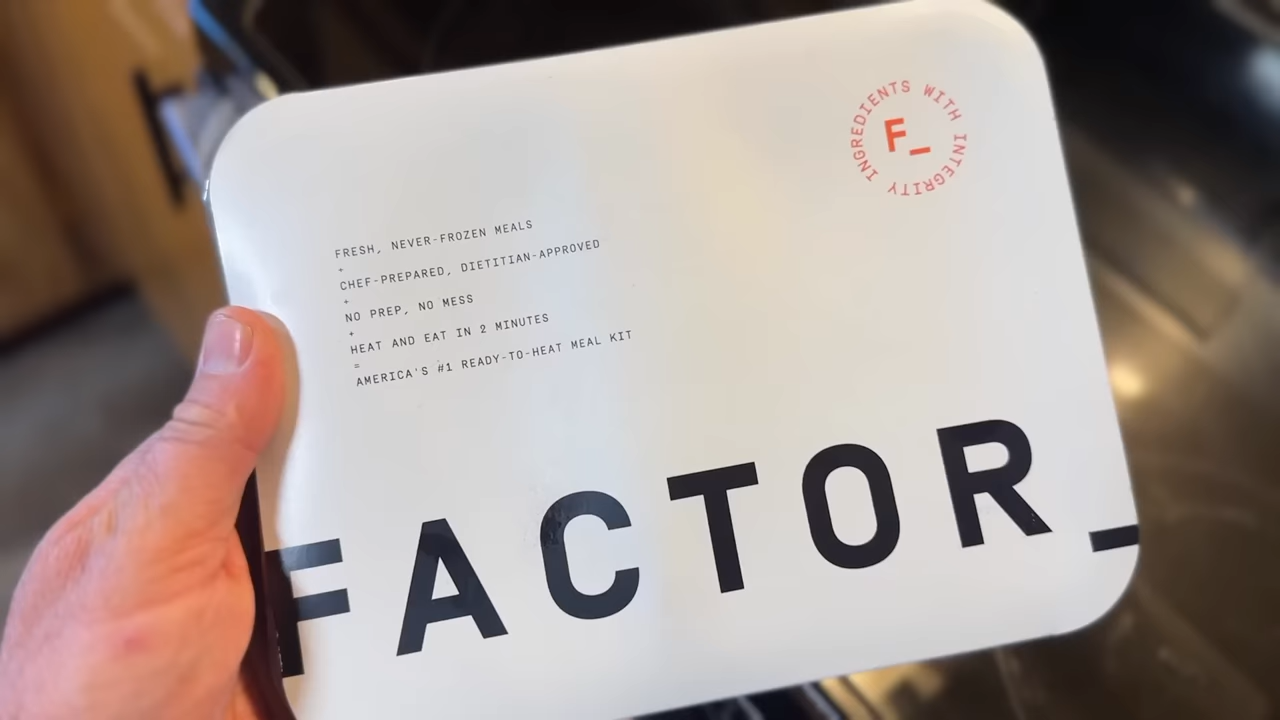 INGREDIENTS WITH INTEGRITY
F_
FRESH, NEVER-FROZEN MEALS
+
CHEF-PREPARED, DIETITIAN-APPROVED
+
NO PREP, NO MESS
+
HEAT AND EAT IN 2 MINUTES
=
AMERICA'S #1 READY-TO-HEAT MEAL KIT
FACTOR_